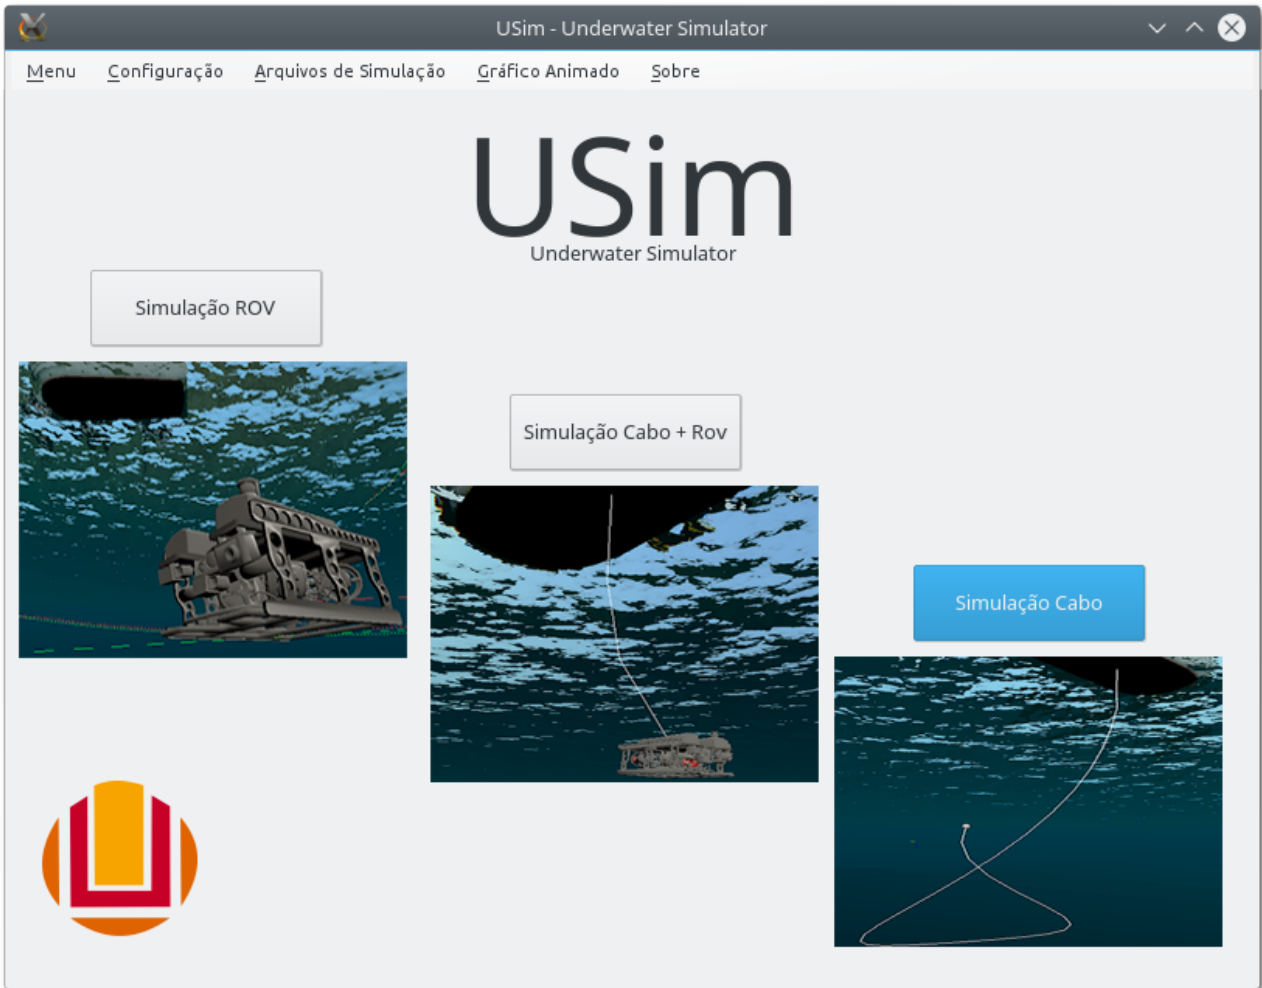 USim - Underwater Simulator
Menu Configuração Arquivos de Simulação Gráfico Animado Sobre
USim
Underwater Simulator
Simulação ROV
Simulação Cabo + Rov
Simulação Cabo